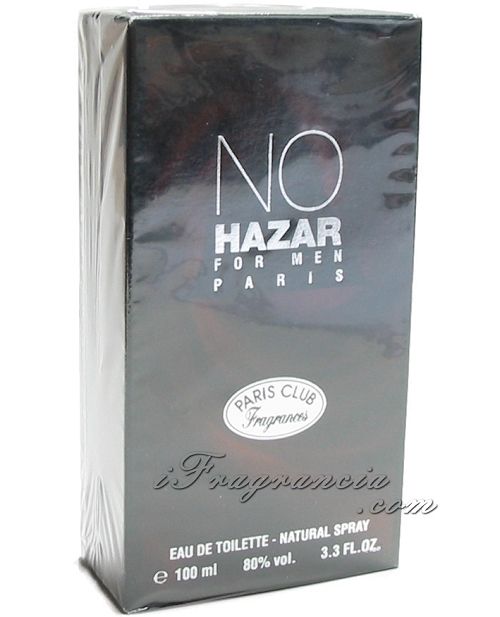 NO
HAZAR
FOR MEN
PARIS
PARIS CLUB
Fragrances
iFragrancia
.com
EAU DE TOILETTE - NATURAL SPRAY
℮ 100 ml 80% vol. 3.3 FL.OZ.